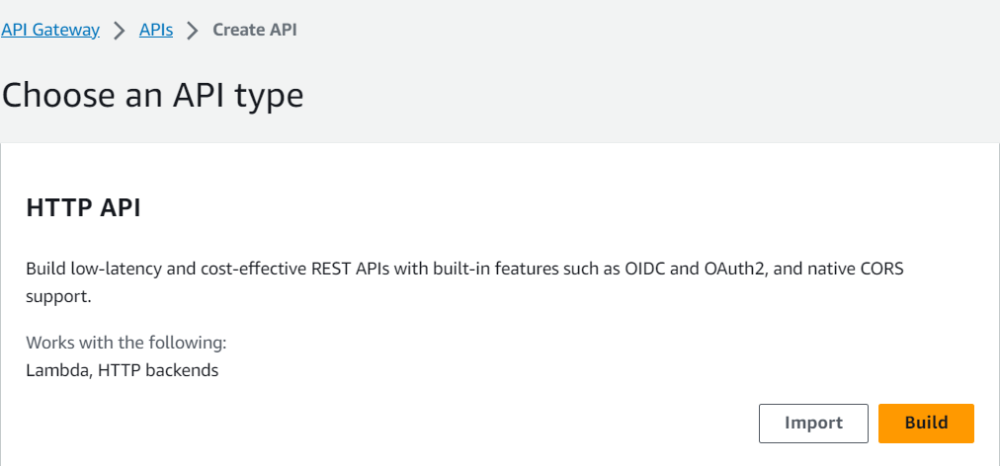 API Gateway > APIs > Create API
Choose an API type
HTTP API
Build low-latency and cost-effective REST APIs with built-in features such as OIDC and OAuth2, and native CORS
support.
Works with the following:
Lambda, HTTP backends
Import Build